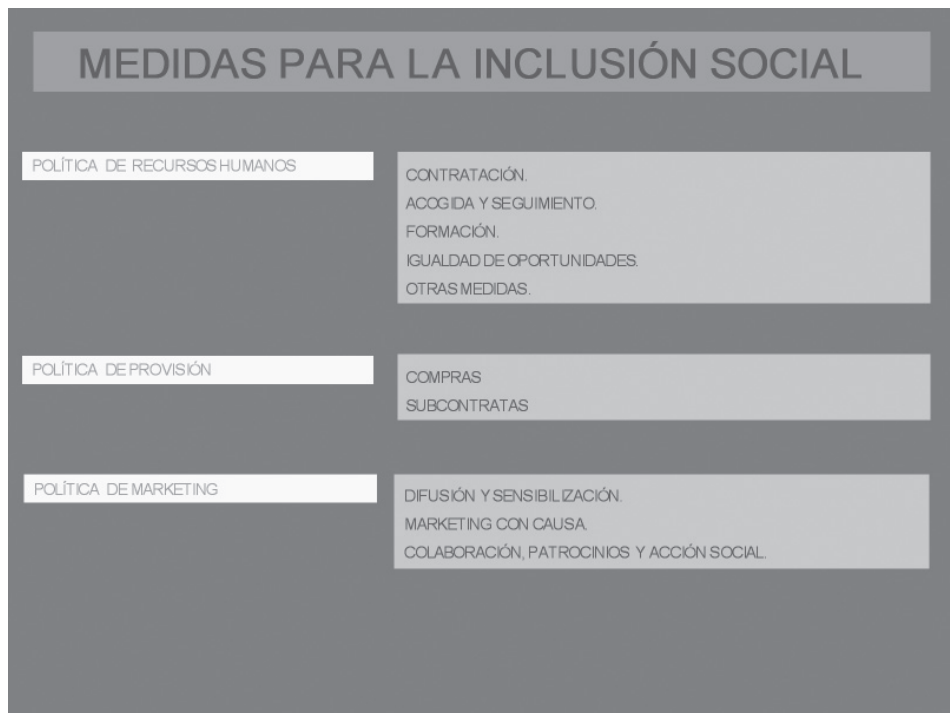 MEDIDAS PARA LA INCLUSIÓN SOCIAL
POLÍTICA DE RECURSOS HUMANOS
CONTRATACIÓN.
ACOGIDA Y SEGUIMIENTO.
FORMACIÓN.
IGUALDAD DE OPORTUNIDADES.
OTRAS MEDIDAS.
POLÍTICA DE PROVISIÓN
COMPRAS
SUBCONTRATAS
POLÍTICA DE MARKETING
DIFUSIÓN Y SENSIBILIZACIÓN.
MARKETING CON CAUSA.
COLABORACIÓN, PATROCINIOS Y ACCIÓN SOCIAL.